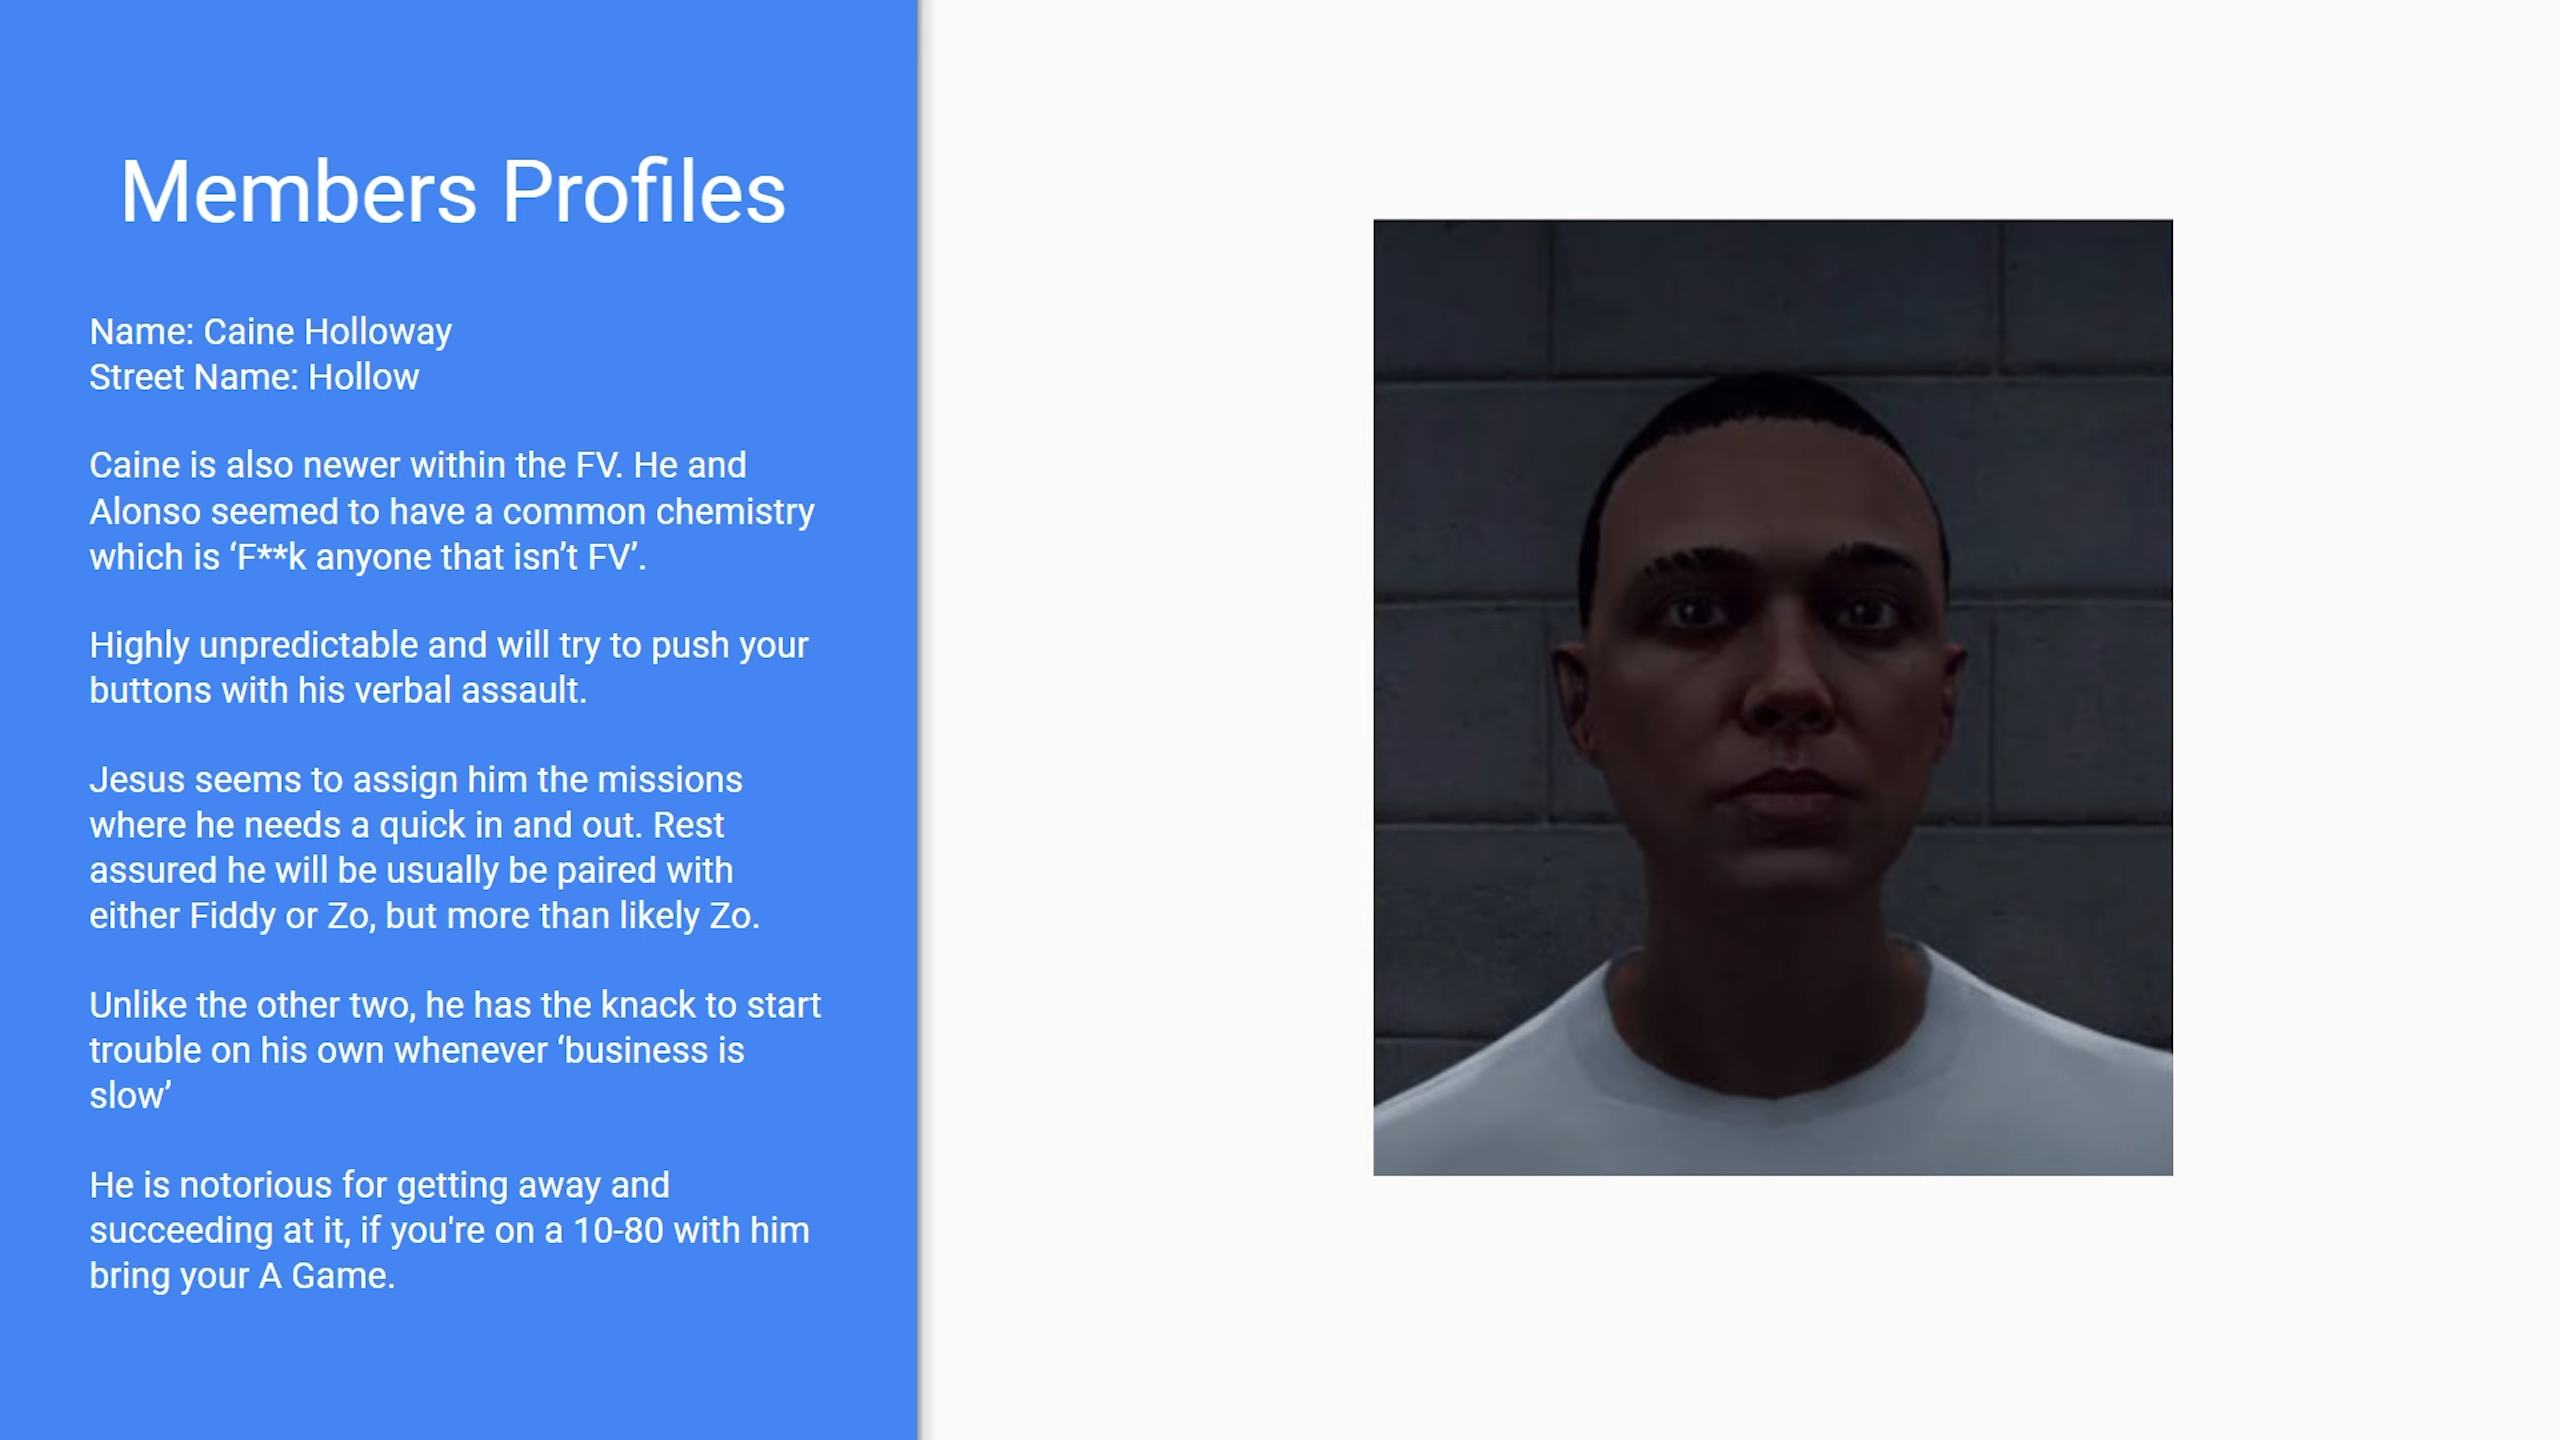 Members Profiles
Name: Caine Holloway
Street Name: Hollow
Caine is also newer within the FV. He and
Alonso seemed to have a common chemistry
which is ‘F**k anyone that isn’t FV’.
Highly unpredictable and will try to push your
buttons with his verbal assault.
Jesus seems to assign him the missions
where he needs a quick in and out. Rest
assured he will be usually be paired with
either Fiddy or Zo, but more than likely Zo.
Unlike the other two, he has the knack to start
trouble on his own whenever ‘business is
slow’
He is notorious for getting away and
succeeding at it, if you're on a 10-80 with him
bring your A Game.